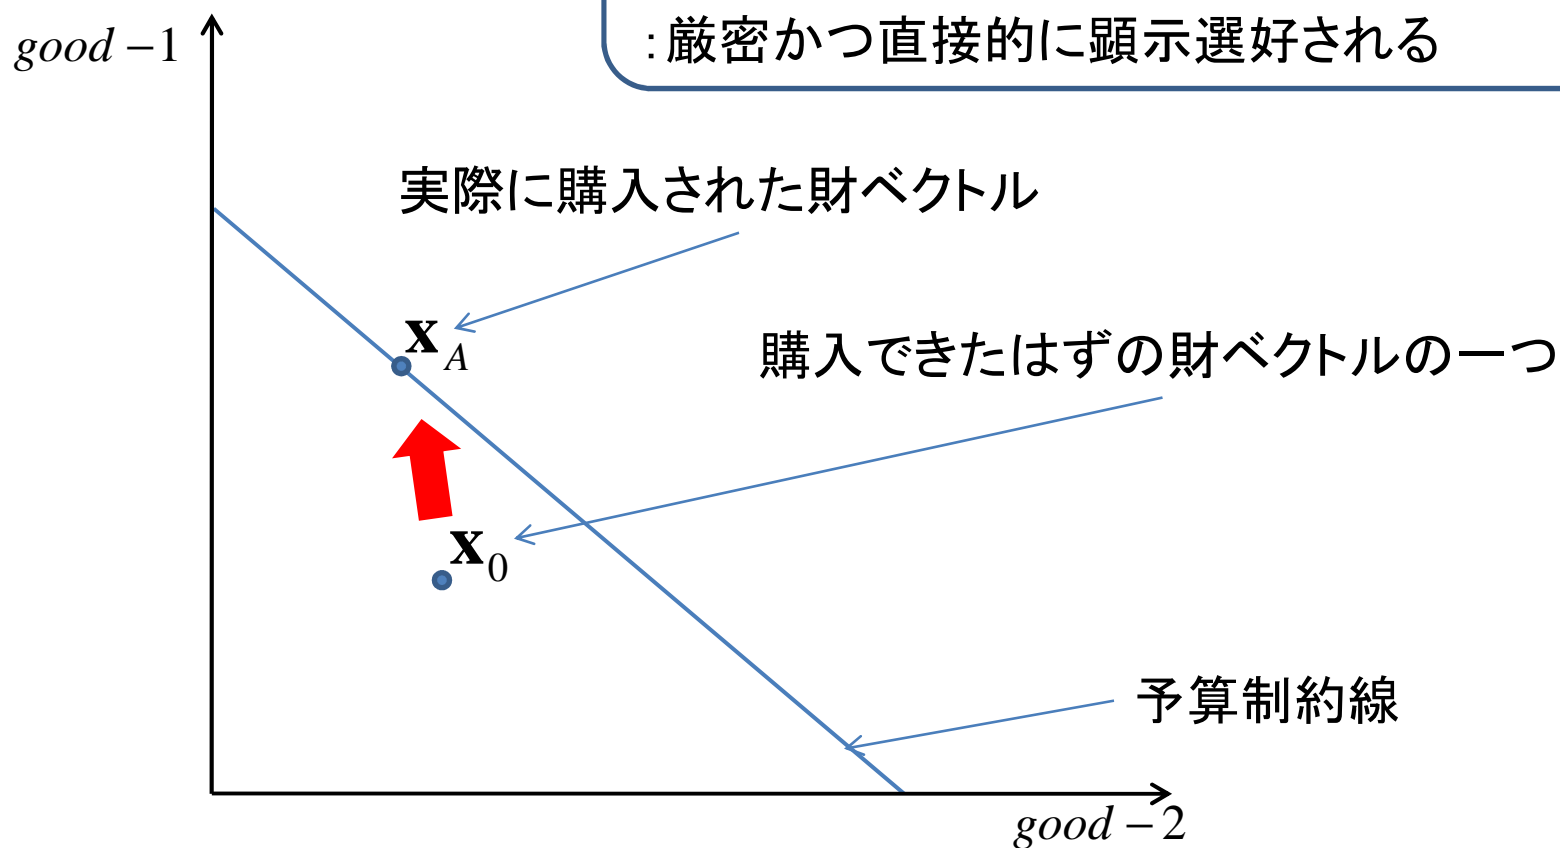 good − 1
:厳密かつ直接的に顕示選好される
実際に購入された財ベクトル
𝐱A
購入できたはずの財ベクトルの一つ
𝐱0
予算制約線
good − 2